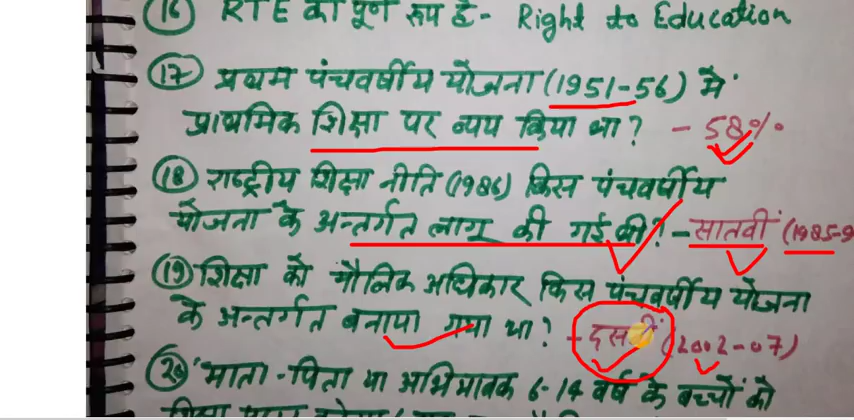 (16) RTE का पूर्ण रूप है- Right to Education
(17) प्रथम पंचवर्षीय योजना (1951-56) में
प्राथमिक शिक्षा पर व्यय किया था? - 58%
(18) राष्ट्रीय शिक्षा नीति (1986) किस पंचवर्षीय
योजना के अन्तर्गत लागू की गई थी? - सातवीं (1985-9
(19) शिक्षा को मौलिक अधिकार किस पंचवर्षीय योजना
के अन्तर्गत बनाया गया था? - दसवीं (2002-07)
(20) 'माता-पिता या अभिभावक 6-14 वर्ष के बच्चों को